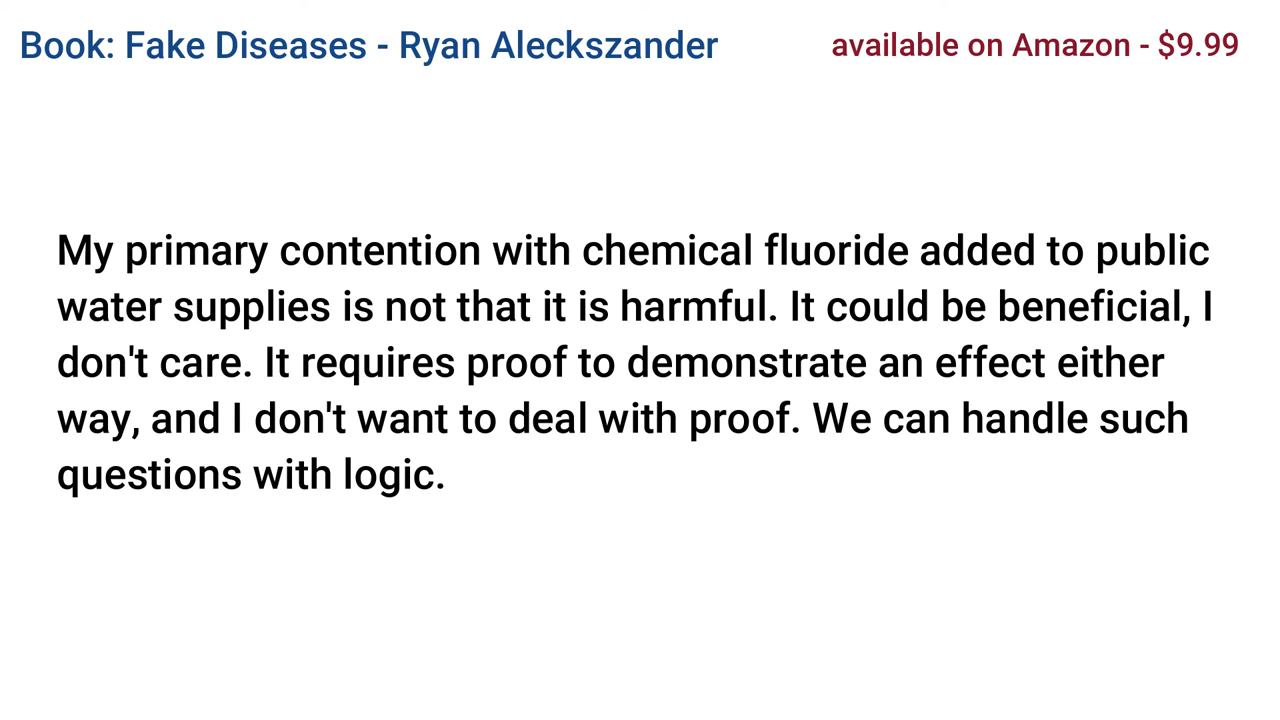 Book: Fake Diseases - Ryan Aleckszander
available on Amazon - $9.99
My primary contention with chemical fluoride added to public
water supplies is not that it is harmful. It could be beneficial, I
don't care. It requires proof to demonstrate an effect either
way, and I don't want to deal with proof. We can handle such
questions with logic.